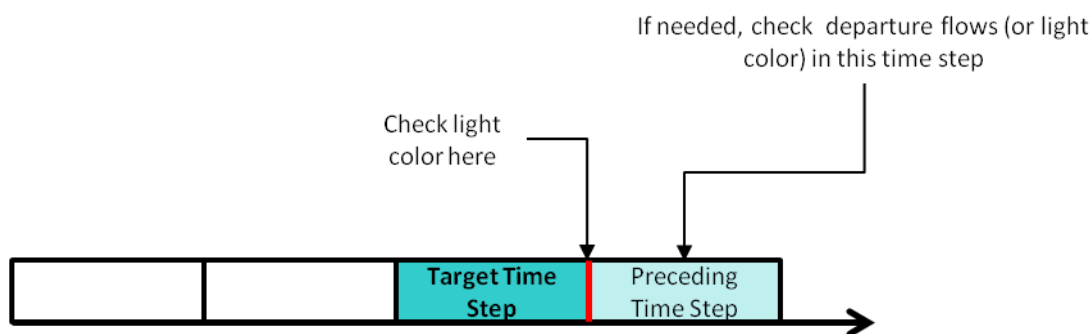 If needed, check departure flows (or light
color) in this time step
Check light
color here
Target Time
Step
Preceding
Time Step